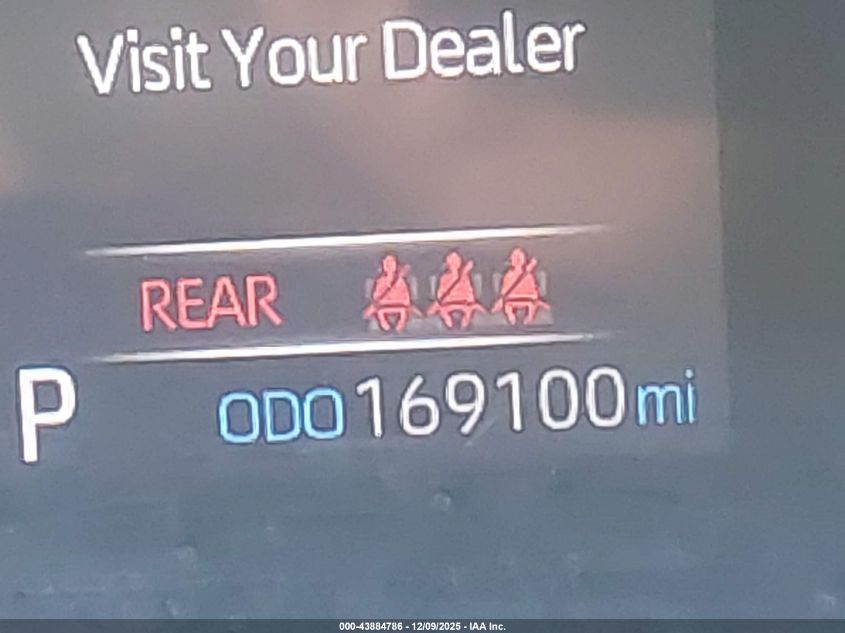 Visit Your Dealer
REAR
P ODO 169100 mi
000-43884786 - 12/09/2025 - IAA Inc.